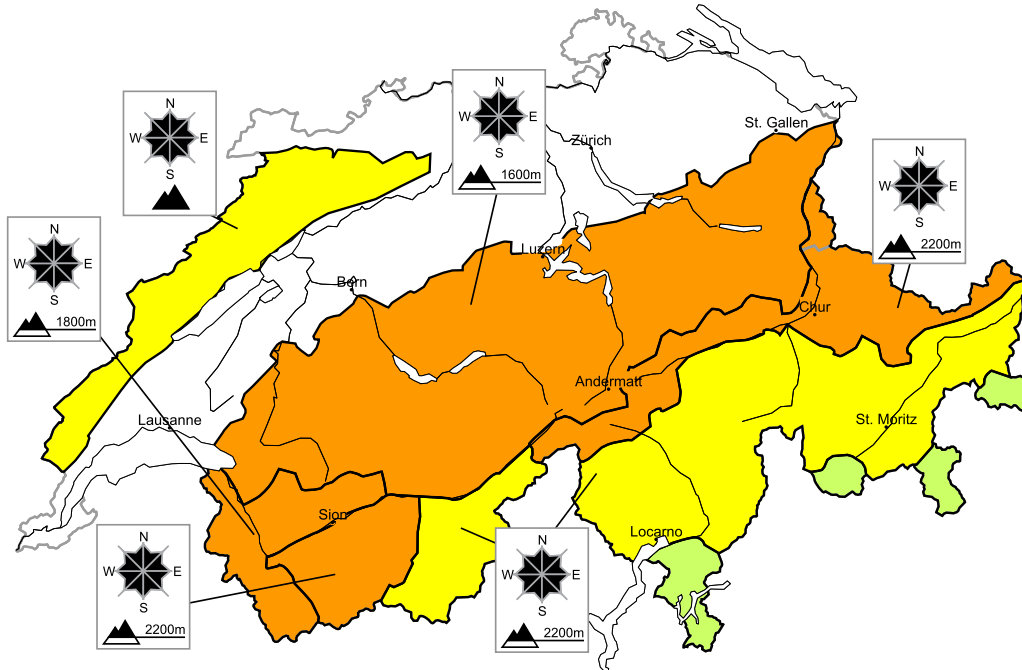 N
W E
S
1600m
N
W E
S
St. Gallen
Zürich
N
W E
S
2200m
N
W E
S
1800m
Luzern
Bern
Chur
Andermatt
Lausanne
St. Moritz
Sion
Locarno
N
W E
S
2200m
N
W E
S
2200m